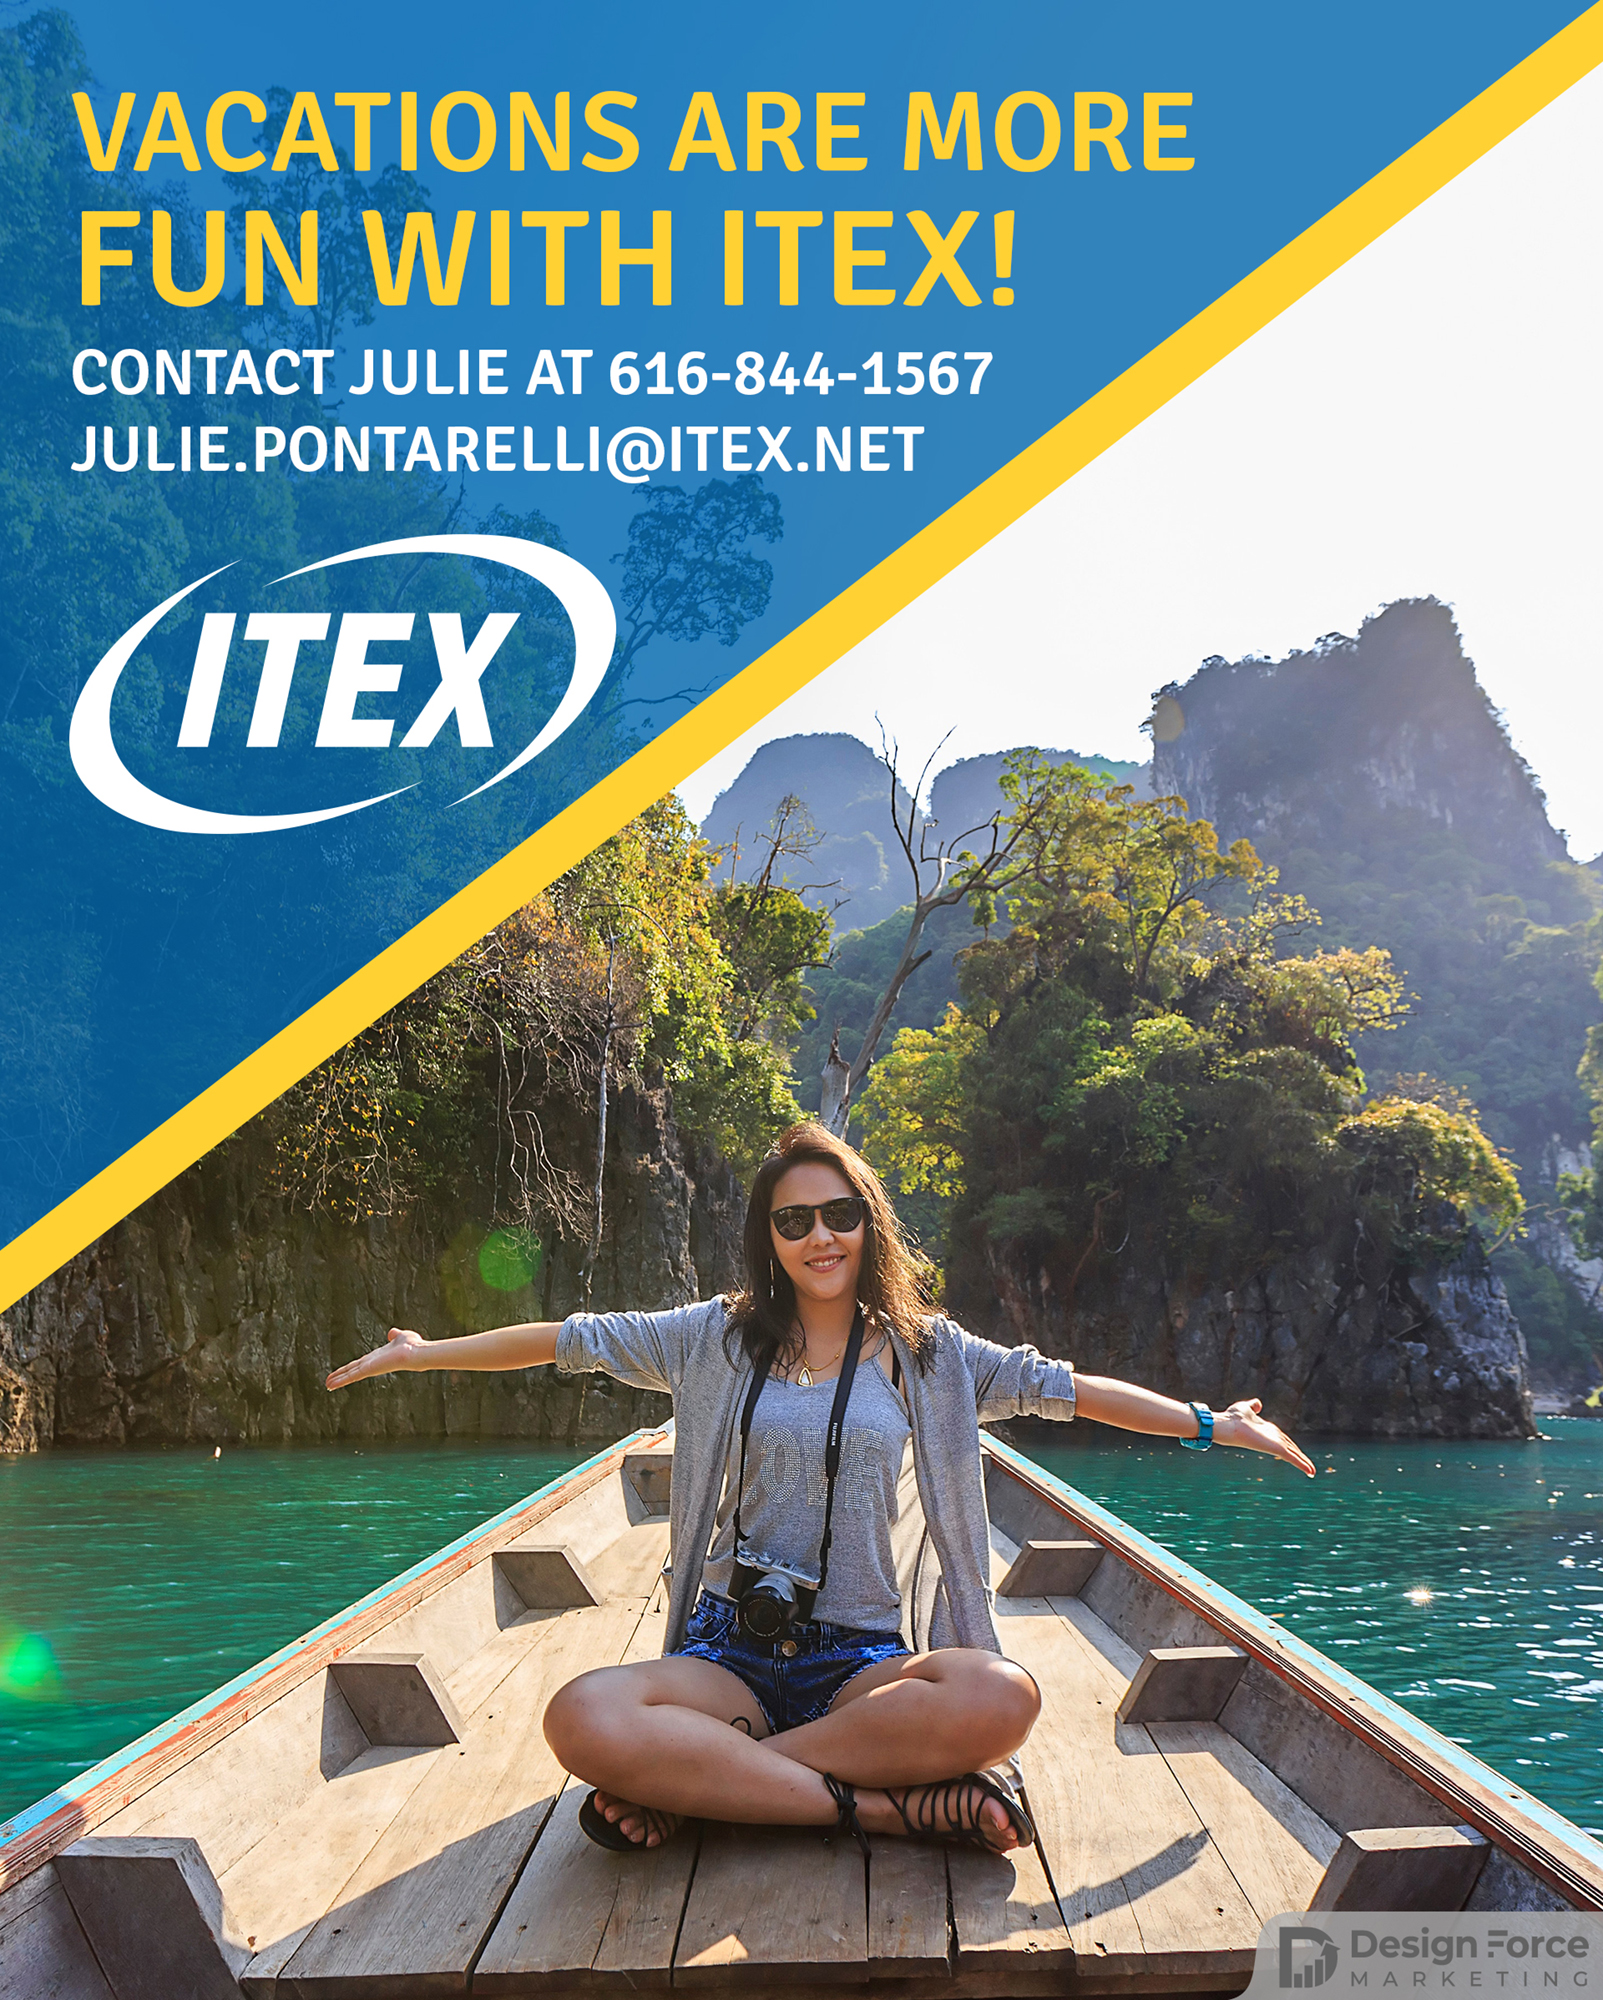 VACATIONS ARE MORE
FUN WITH ITEX!
CONTACT JULIE AT 616-844-1567
JULIE.PONTARELLI@ITEX.NET
ITEX
FUJIFILM
LOVE
Design Force
MARKETING